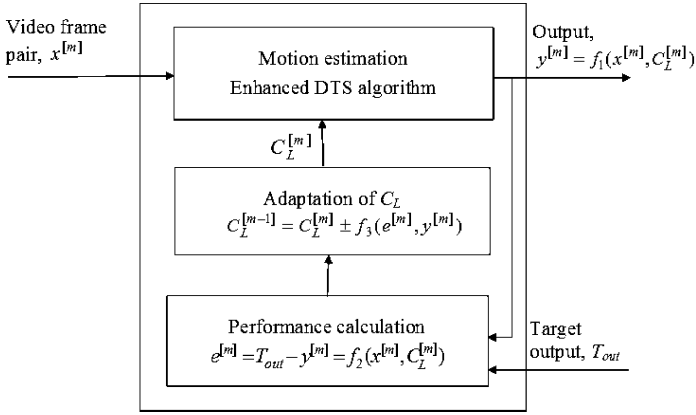 Video frame
pair, x^[m]
Output,
y^[m] = f_1(x^[m], C_L^[m])
Motion estimation
Enhanced DTS algorithm
C_L^[m]
Adaptation of C_L
C_L^[m-1] = C_L^[m] ± f_3(e^[m], y^[m])
Performance calculation
e^[m] = T_out − y^[m] = f_2(x^[m], C_L^[m])
Target
output, T_out